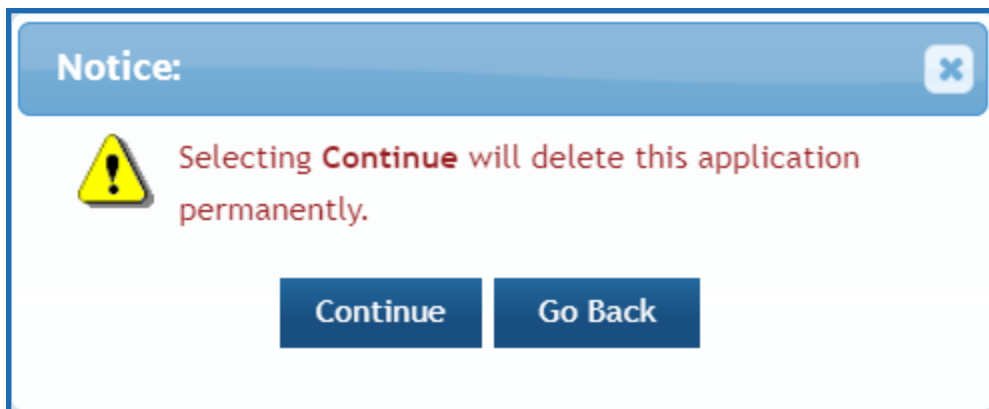 Notice:
Selecting Continue will delete this application
permanently.
Continue
Go Back